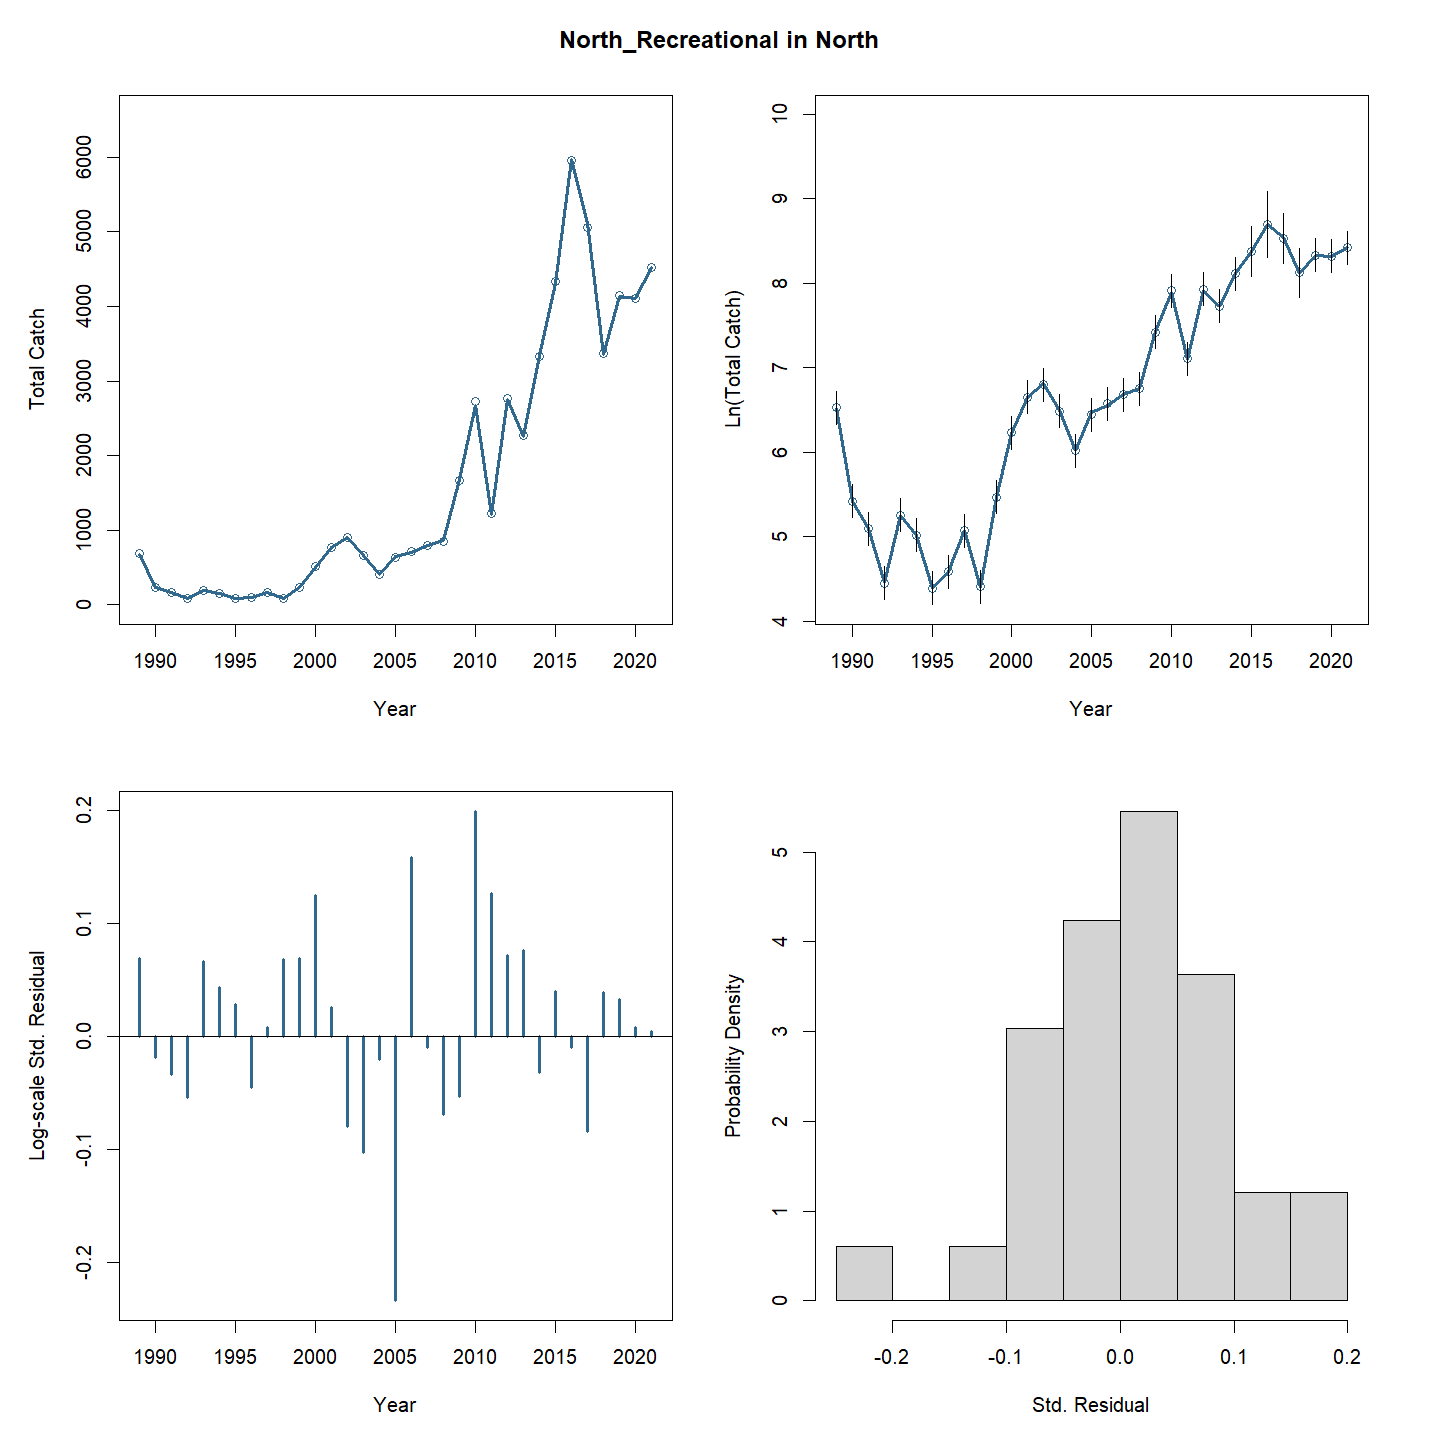 North_Recreational in North
Total Catch
6000
5000
4000
3000
2000
1000
0
1990 1995 2000 2005 2010 2015 2020
Year
Ln(Total Catch)
10
9
8
7
6
5
4
1990 1995 2000 2005 2010 2015 2020
Year
Log-scale Std. Residual
0.2
0.1
0.0
-0.1
-0.2
1990 1995 2000 2005 2010 2015 2020
Year
Probability Density
5
4
3
2
1
0
-0.2 -0.1 0.0 0.1 0.2
Std. Residual